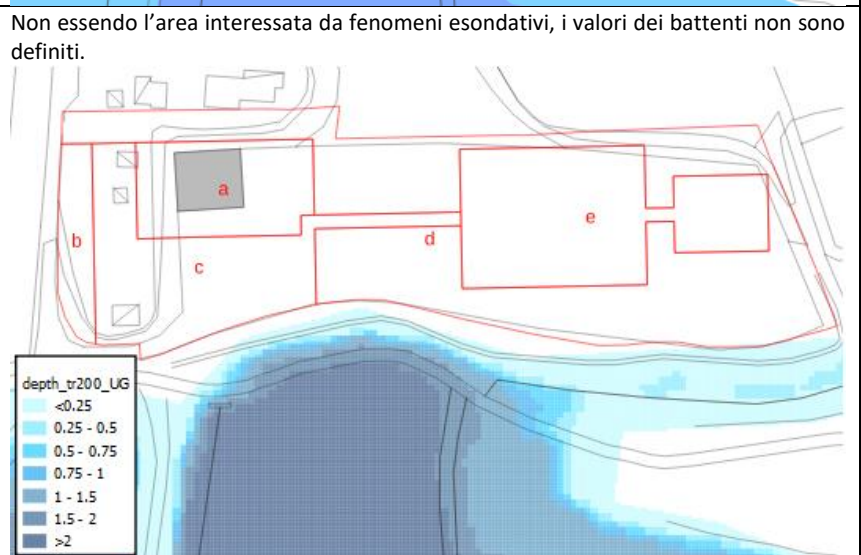 Non essendo l’area interessata da fenomeni esondativi, i valori dei battenti non sono
definiti.
a
b
c
d
e
depth_tr200_UG
<0.25
0.25 - 0.5
0.5 - 0.75
0.75 - 1
1 - 1.5
1.5 - 2
>2